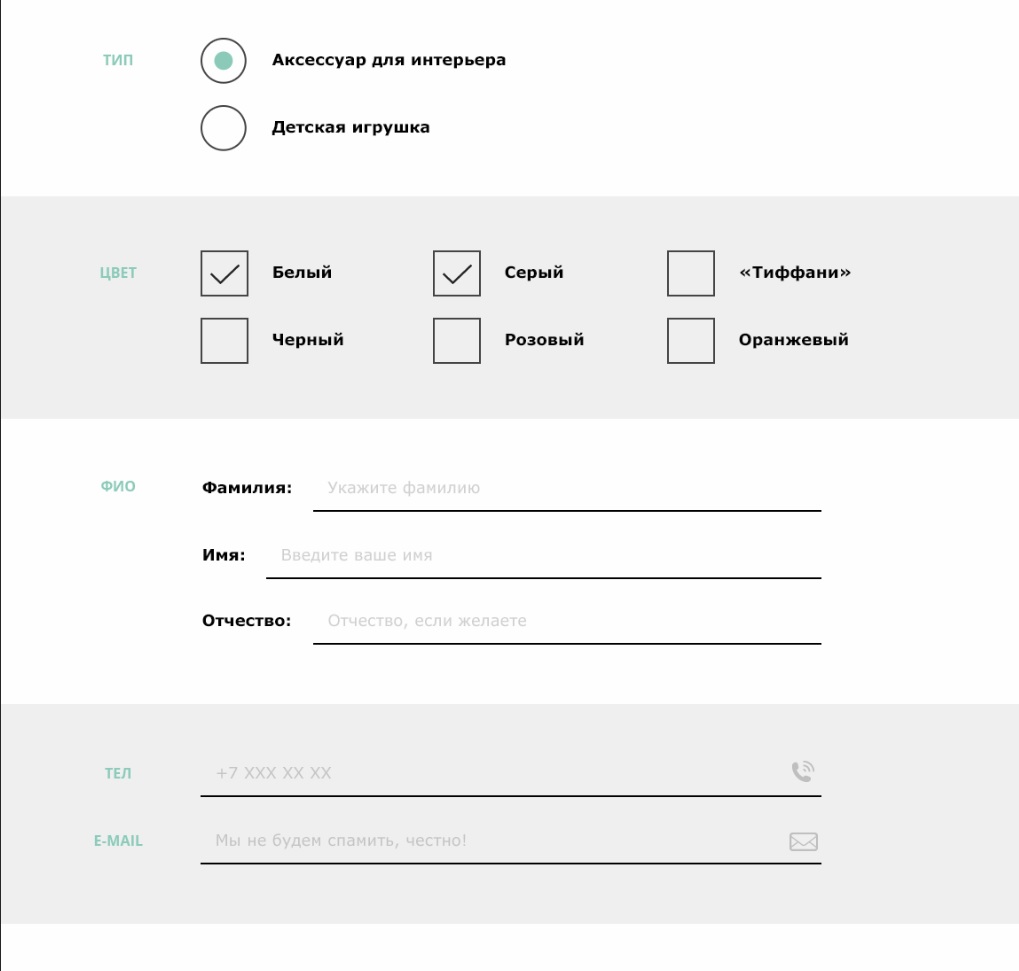 ТИП
Аксессуар для интерьера
Детская игрушка
ЦВЕТ
Белый
Серый
«Тиффани»
Черный
Розовый
Оранжевый
ФИО
Фамилия: Укажите фамилию
Имя: Введите ваше имя
Отчество: Отчество, если желаете
ТЕЛ
+7 XXX XX XX
E-MAIL
Мы не будем спамить, честно!